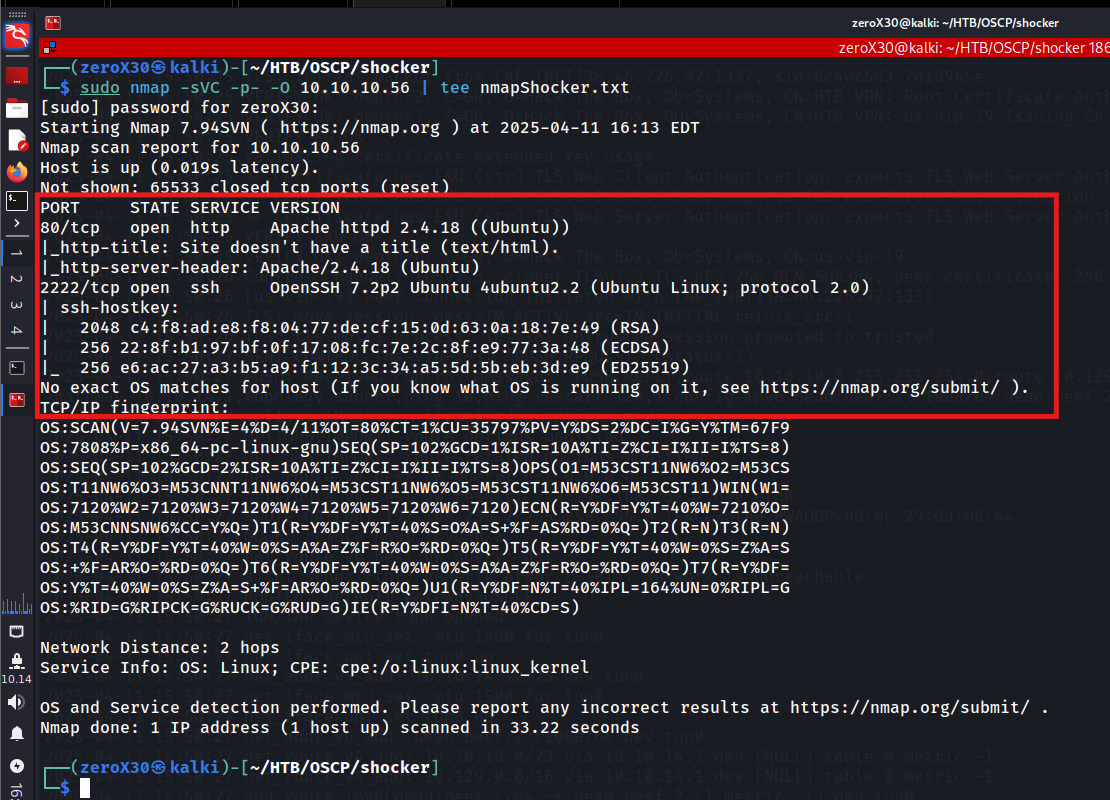 zeroX30@kalki: ~/HTB/OSCP/shocker
zeroX30@kalki: ~/HTB/OSCP/shocker 186
┌──(zeroX30㉿kalki)-[~/HTB/OSCP/shocker]
└─$ sudo nmap -sVC -p- -O 10.10.10.56 | tee nmapShocker.txt
[sudo] password for zeroX30:
Starting Nmap 7.94SVN ( https://nmap.org ) at 2025-04-11 16:13 EDT
Nmap scan report for 10.10.10.56
Host is up (0.019s latency).
Not shown: 65533 closed tcp ports (reset)
PORT     STATE SERVICE VERSION
80/tcp   open  http    Apache httpd 2.4.18 ((Ubuntu))
|_http-title: Site doesn't have a title (text/html).
|_http-server-header: Apache/2.4.18 (Ubuntu)
2222/tcp open  ssh     OpenSSH 7.2p2 Ubuntu 4ubuntu2.2 (Ubuntu Linux; protocol 2.0)
| ssh-hostkey:
|   2048 c4:f8:ad:e8:f8:04:77:de:cf:15:0d:63:0a:18:7e:49 (RSA)
|   256 22:8f:b1:97:bf:0f:17:08:fc:7e:2c:8f:e9:77:3a:48 (ECDSA)
|_  256 e6:ac:27:a3:b5:a9:f1:12:3c:34:a5:5d:5b:eb:3d:e9 (ED25519)
No exact OS matches for host (If you know what OS is running on it, see https://nmap.org/submit/ ).
TCP/IP fingerprint:
OS:SCAN(V=7.94SVN%E=4%D=4/11%OT=80%CT=1%CU=35797%PV=Y%DS=2%DC=I%G=Y%TM=67F9
OS:7808%P=x86_64-pc-linux-gnu)SEQ(SP=102%GCD=1%ISR=10A%TI=Z%CI=I%II=I%TS=8)
OS:SEQ(SP=102%GCD=2%ISR=10A%TI=Z%CI=I%II=I%TS=8)OPS(O1=M53CST11NW6%O2=M53CS
OS:T11NW6%O3=M53CNNT11NW6%O4=M53CST11NW6%O5=M53CST11NW6%O6=M53CST11)WIN(W1=
OS:7120%W2=7120%W3=7120%W4=7120%W5=7120%W6=7120)ECN(R=Y%DF=Y%T=40%W=7210%O=
OS:M53CNNSNW6%CC=Y%Q=)T1(R=Y%DF=Y%T=40%S=O%A=S+%F=AS%RD=0%Q=)T2(R=N)T3(R=N)
OS:T4(R=Y%DF=Y%T=40%W=0%S=A%A=Z%F=R%O=%RD=0%Q=)T5(R=Y%DF=Y%T=40%W=0%S=Z%A=S
OS:+%F=AR%O=%RD=0%Q=)T6(R=Y%DF=Y%T=40%W=0%S=A%A=Z%F=R%O=%RD=0%Q=)T7(R=Y%DF=
OS:Y%T=40%W=0%S=Z%A=S+%F=AR%O=%RD=0%Q=)U1(R=Y%DF=N%T=40%IPL=164%UN=0%RIPL=G
OS:%RID=G%RIPCK=G%RUCK=G%RUD=G)IE(R=Y%DFI=N%T=40%CD=S)
Network Distance: 2 hops
Service Info: OS: Linux; CPE: cpe:/o:linux:linux_kernel
OS and Service detection performed. Please report any incorrect results at https://nmap.org/submit/ .
Nmap done: 1 IP address (1 host up) scanned in 33.22 seconds
┌──(zeroX30㉿kalki)-[~/HTB/OSCP/shocker]
└─$
1
2
3
4
10.14